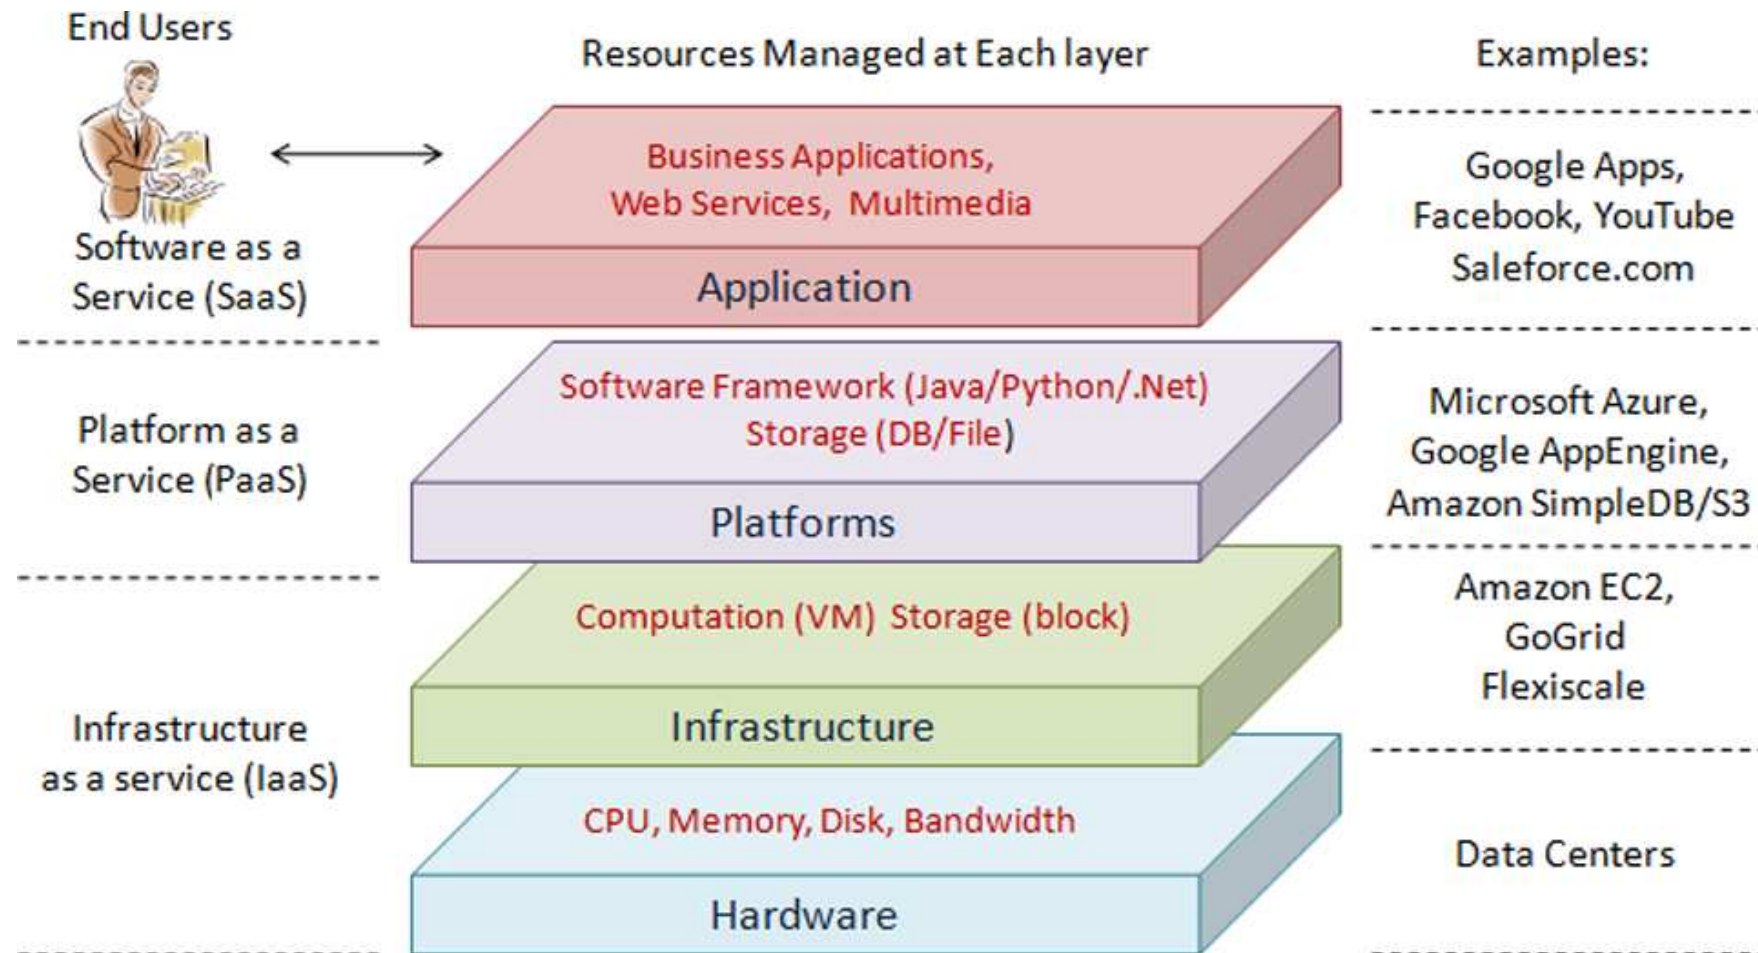 End Users
Resources Managed at Each layer
Examples:
Business Applications,
Web Services, Multimedia
Application
Google Apps,
Facebook, YouTube
Saleforce.com
Software as a
Service (SaaS)
Software Framework (Java/Python/.Net)
Storage (DB/File)
Platforms
Microsoft Azure,
Google AppEngine,
Amazon SimpleDB/S3
Platform as a
Service (PaaS)
Computation (VM) Storage (block)
Infrastructure
Amazon EC2,
GoGrid
Flexiscale
Infrastructure
as a service (IaaS)
CPU, Memory, Disk, Bandwidth
Hardware
Data Centers